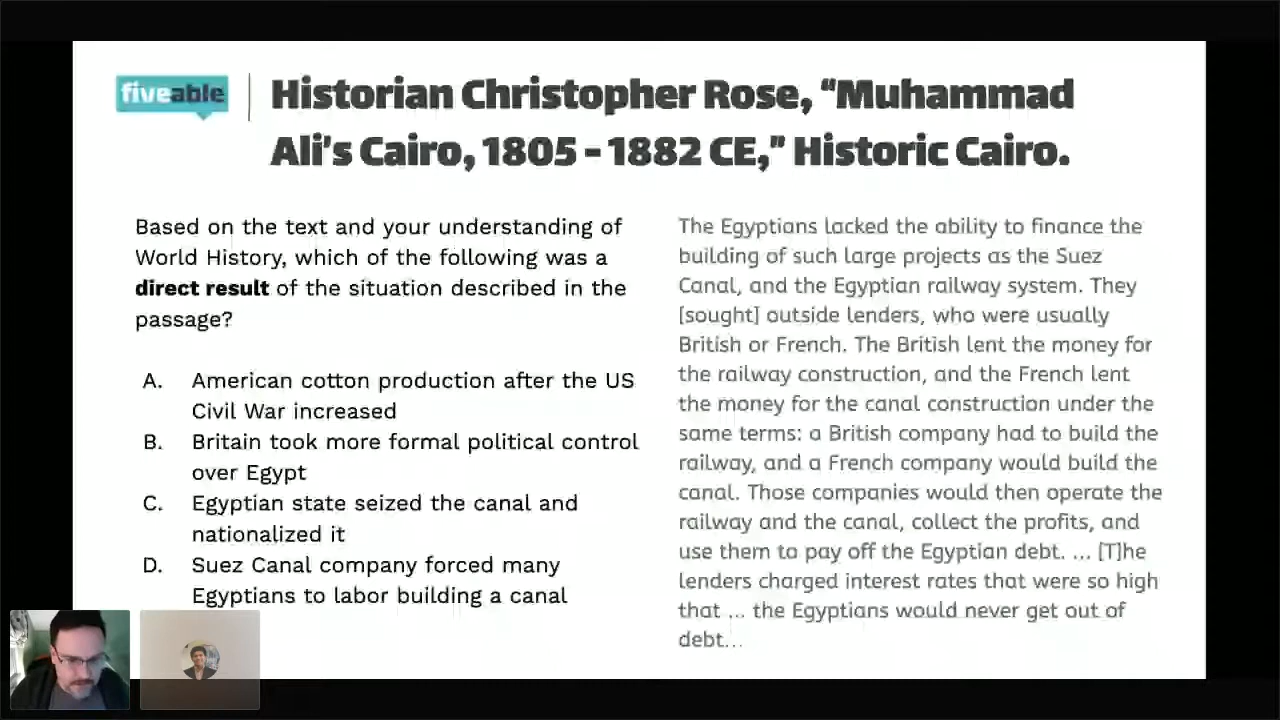 fiveable
Historian Christopher Rose, “Muhammad
Ali’s Cairo, 1805 - 1882 CE,” Historic Cairo.
Based on the text and your understanding of
World History, which of the following was a
direct result of the situation described in the
passage?
A. American cotton production after the US
Civil War increased
B. Britain took more formal political control
over Egypt
C. Egyptian state seized the canal and
nationalized it
D. Suez Canal company forced many
Egyptians to labor building a canal
The Egyptians lacked the ability to finance the
building of such large projects as the Suez
Canal, and the Egyptian railway system. They
[sought] outside lenders, who were usually
British or French. The British lent the money for
the railway construction, and the French lent
the money for the canal construction under the
same terms: a British company had to build the
railway, and a French company would build the
canal. Those companies would then operate the
railway and the canal, collect the profits, and
use them to pay off the Egyptian debt. ... [T]he
lenders charged interest rates that were so high
that ... the Egyptians would never get out of
debt...